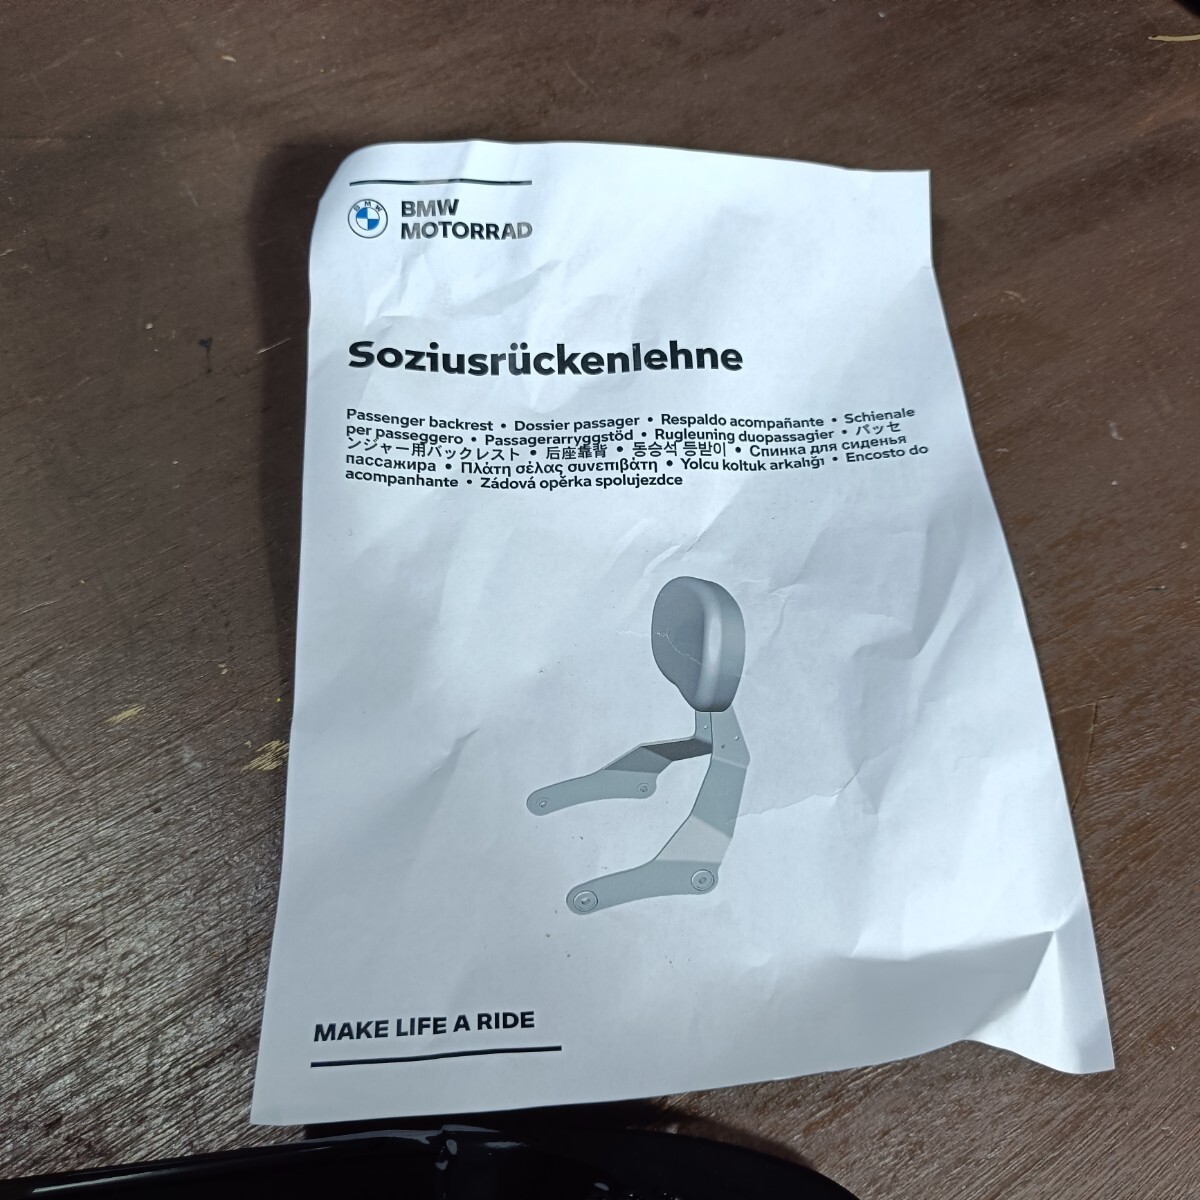 BMW
BMW
MOTORRAD
Soziusrückenlehne
Passenger backrest • Dossier passager • Respaldo acompañante • Schienale
per passeggero • Passagerarryggstöd • Rugleuning duopassagier • パッセ
ンジャー用バックレスト • 后座靠背 • 동승석 등받이 • Спинка для сиденья
пассажира • Πλάτη σέλας συνεπιβάτη • Yolcu koltuk arkalığı • Encosto do
acompanhante • Zádová opěrka spolujezdce
MAKE LIFE A RIDE